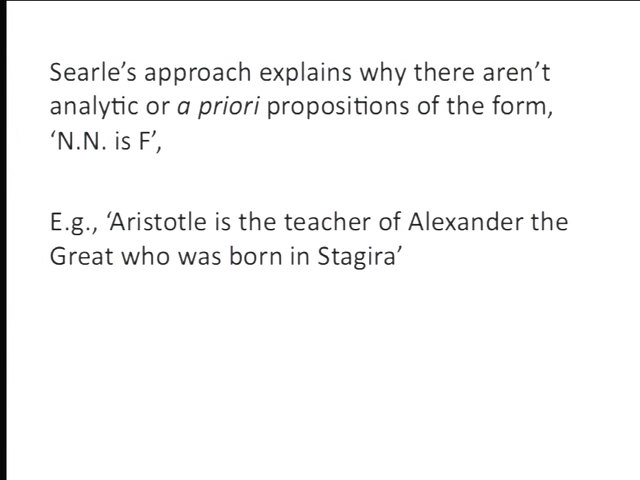 Searle’s approach explains why there aren’t
analytic or a priori propositions of the form,
‘N.N. is F’,
E.g., ‘Aristotle is the teacher of Alexander the
Great who was born in Stagira’